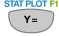 STAT PLOT F1
Y=